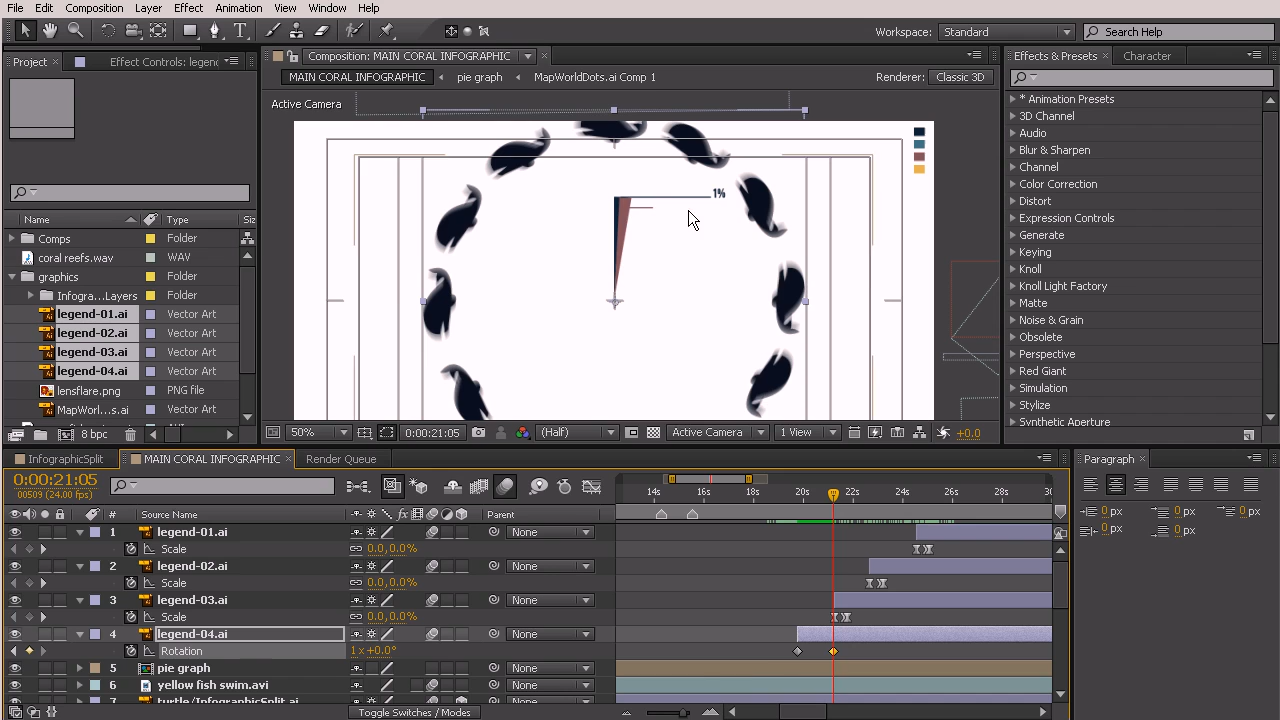 File Edit Composition Layer Effect Animation View Window Help
Workspace: Standard Search Help
Project × Effect Controls: legend Composition: MAIN CORAL INFOGRAPHIC × Effects & Presets × Character
MAIN CORAL INFOGRAPHIC pie graph MapWorldDots.ai Comp 1 Renderer: Classic 3D
Active Camera
1%
Name Type Siz
Comps Folder
coral reefs.wav WAV
graphics Folder
Infogra...Layers Folder
legend-01.ai Vector Art
legend-02.ai Vector Art
legend-03.ai Vector Art
legend-04.ai Vector Art
lensflare.png PNG file
MapWorl...s.ai Vector Art
8 bpc
* Animation Presets
3D Channel
Audio
Blur & Sharpen
Channel
Color Correction
Distort
Expression Controls
Generate
Keying
Knoll
Knoll Light Factory
Matte
Noise & Grain
Obsolete
Perspective
Red Giant
Simulation
Stylize
Synthetic Aperture
50% 0:00:21:05 (Half) Active Camera 1 View +0.0
InfographicSplit MAIN CORAL INFOGRAPHIC × Render Queue Paragraph ×
0:00:21:05
00509 (24.00 fps)
14s 16s 18s 20s 22s 24s 26s 28s 30
# Source Name fx Parent
1 legend-01.ai None
Scale 0.0,0.0%
2 legend-02.ai None
Scale 0.0,0.0%
3 legend-03.ai None
Scale 0.0,0.0%
4 legend-04.ai None
Rotation 1x+0.0°
5 pie graph None
6 yellow fish swim.avi None
7 turtle/InfographicSplit.ai None
Toggle Switches / Modes
0 px 0 px 0 px
0 px 0 px